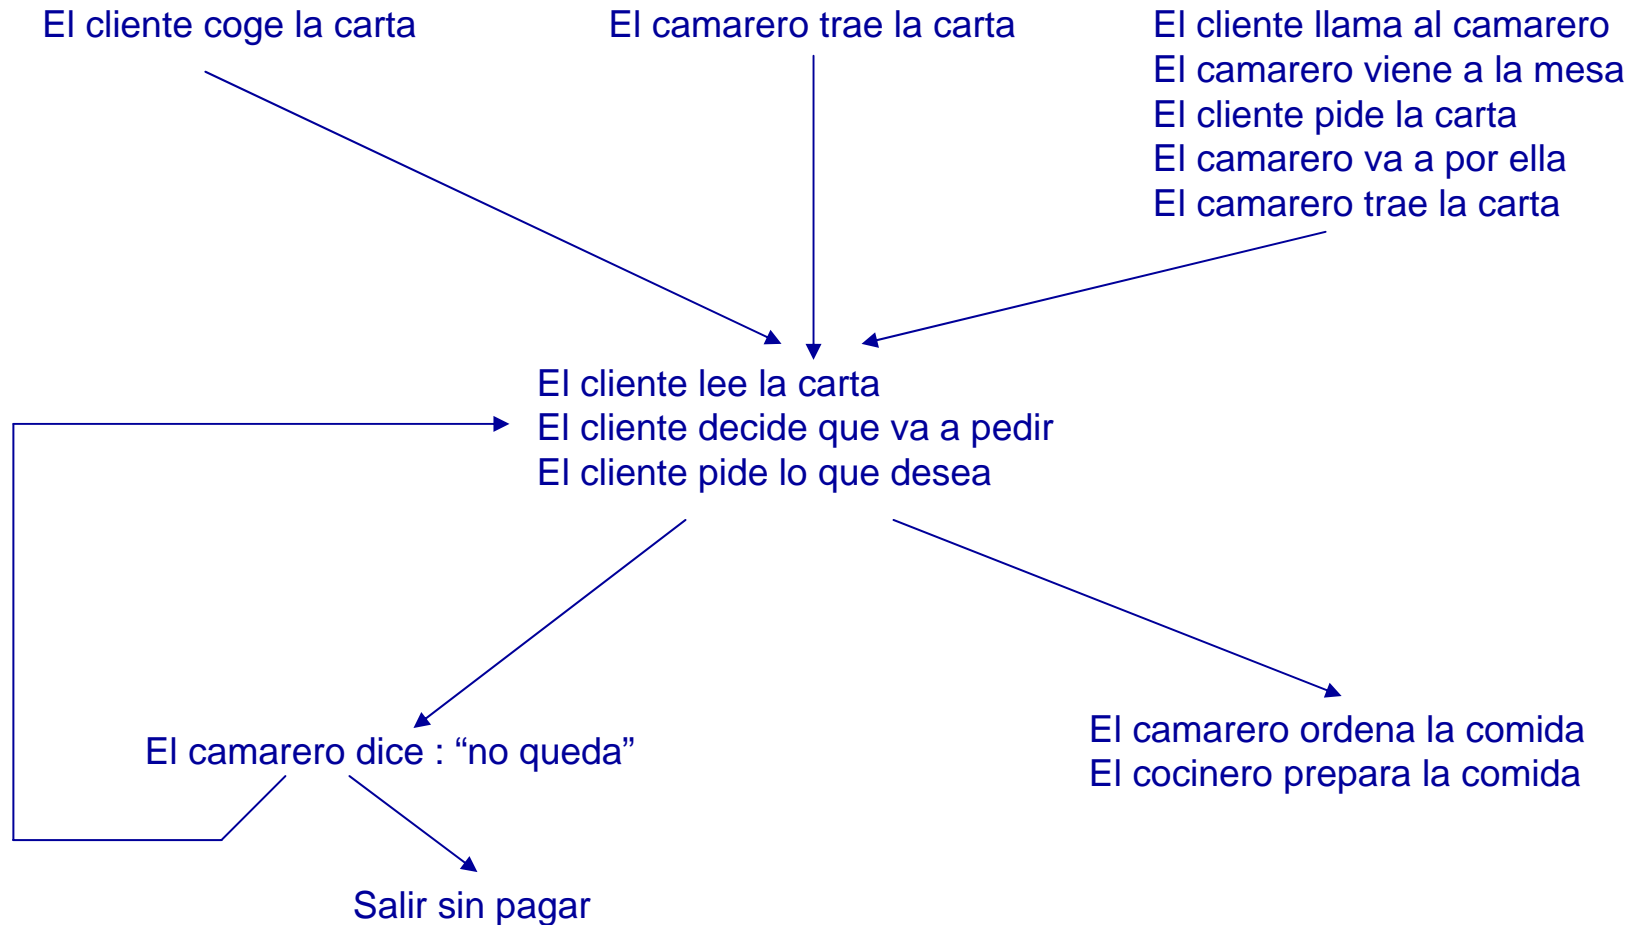 El cliente coge la carta
El camarero trae la carta
El cliente llama al camarero
El camarero viene a la mesa
El cliente pide la carta
El camarero va a por ella
El camarero trae la carta
El cliente lee la carta
El cliente decide que va a pedir
El cliente pide lo que desea
El camarero dice : “no queda”
El camarero ordena la comida
El cocinero prepara la comida
Salir sin pagar